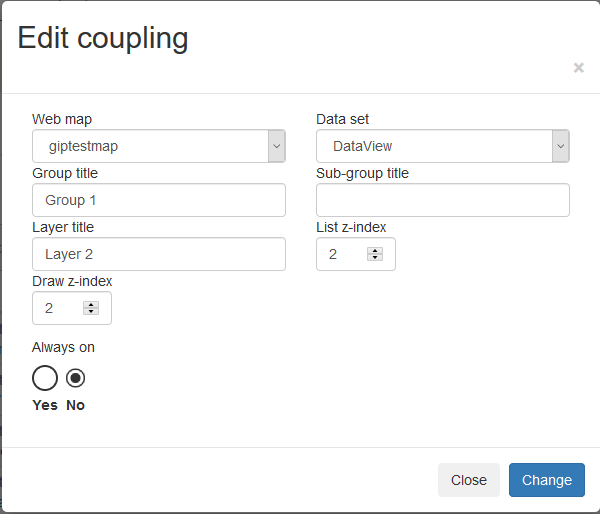 Edit coupling
×
Web map Data set
giptestmap DataView
Group title Sub-group title
Group 1
Layer title List z-index
Layer 2 2
Draw z-index
2
Always on
Yes No
Close Change